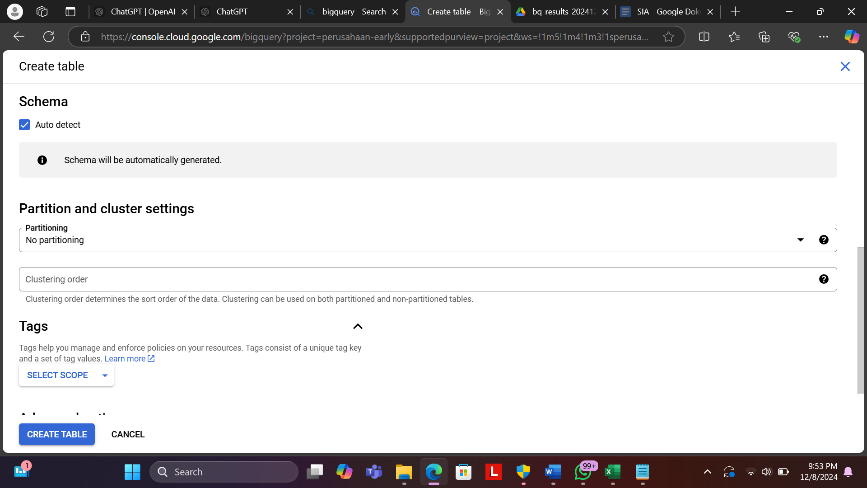 ChatGPT | OpenAI
ChatGPT
bigquery Search
Create table Big
bq-results-20241
SIA Google Do
https://console.cloud.google.com/bigquery?project=perusahaan-early&supportedpurview=project&ws=!1m5!1m4!1m3!1sperusa...
Create table
Schema
Auto detect
Schema will be automatically generated.
Partition and cluster settings
Partitioning
No partitioning
Clustering order
Clustering order determines the sort order of the data. Clustering can be used on both partitioned and non-partitioned tables.
Tags
Tags help you manage and enforce policies on your resources. Tags consist of a unique tag key
and a set of tag values. Learn more
SELECT SCOPE
CREATE TABLE
CANCEL
1
Search
L
W
99+
X
9:53 PM
12/8/2024